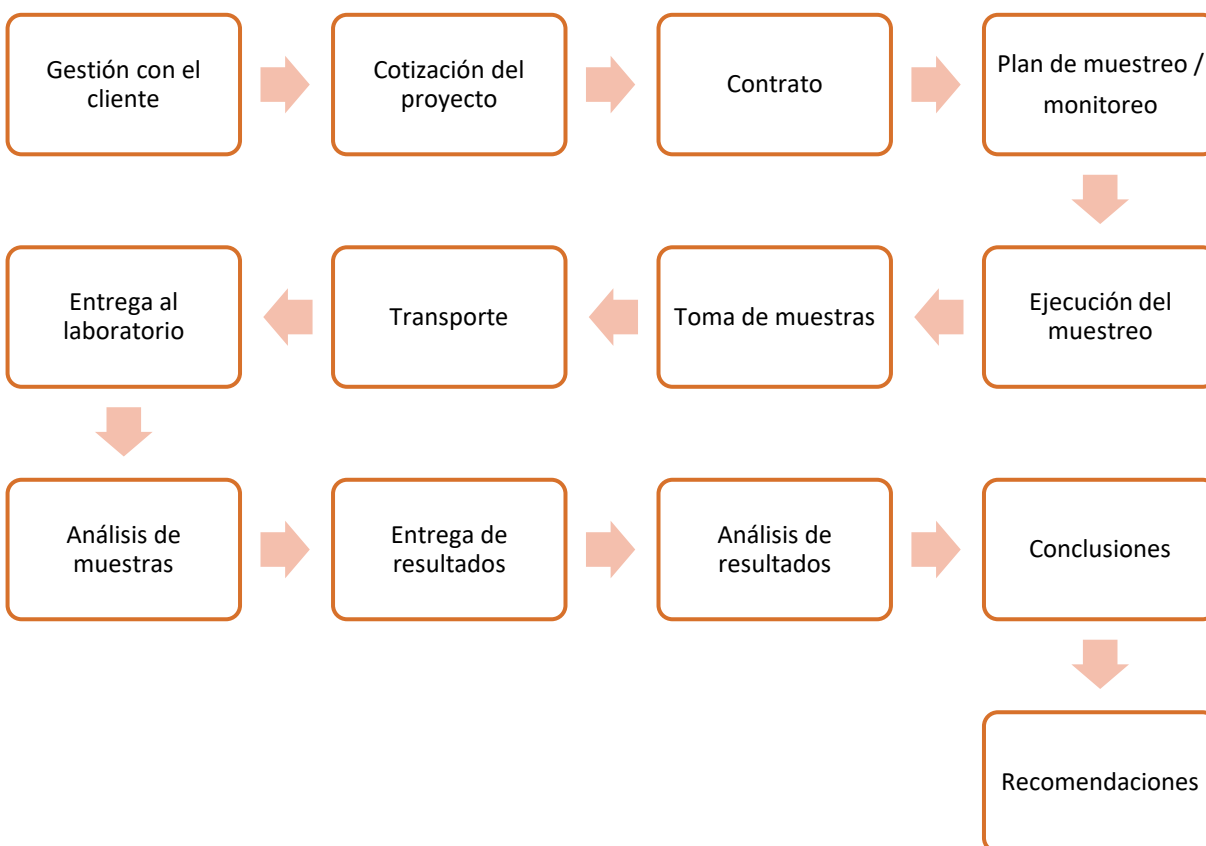 Gestión con el
cliente
Cotización del
proyecto
Contrato
Plan de muestreo /
monitoreo
Ejecución del
muestreo
Toma de muestras
Transporte
Entrega al
laboratorio
Análisis de
muestras
Entrega de
resultados
Análisis de
resultados
Conclusiones
Recomendaciones